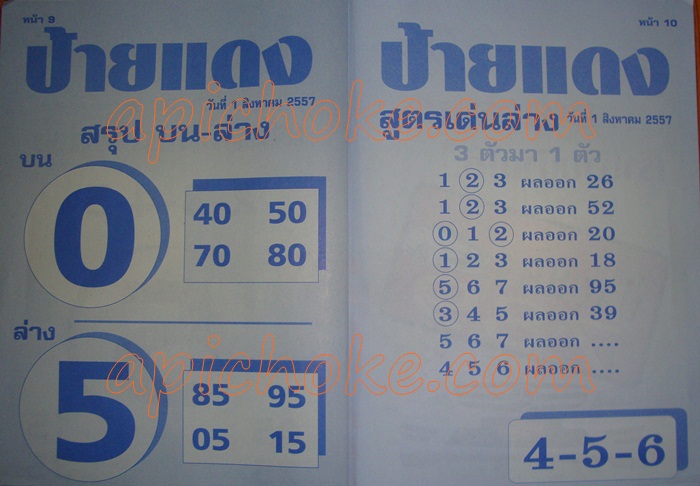 หน้า 9
ป้ายแดง
วันที่ 1 สิงหาคม 2557
สรุป บน-ล่าง
บน
0
40 50
70 80
ล่าง
5
85 95
05 15
หน้า 10
ป้ายแดง
สูตรเด่นล่าง วันที่ 1 สิงหาคม 2557
3 ตัวมา 1 ตัว
1 2 3 ผลออก 26
1 2 3 ผลออก 52
0 1 2 ผลออก 20
1 2 3 ผลออก 18
5 6 7 ผลออก 95
3 4 5 ผลออก 39
5 6 7 ผลออก ....
4 5 6 ผลออก ....
4-5-6
apichoke.com
apichoke.com